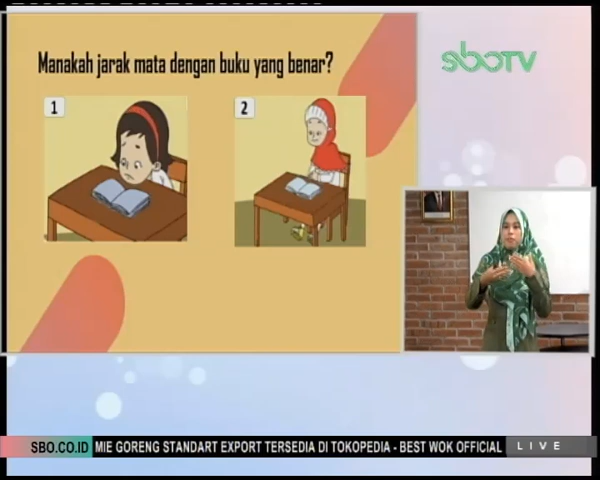 Manakah jarak mata dengan buku yang benar?
sboTV
1
2
SBO.CO.ID MIE GORENG STANDART EXPORT TERSEDIA DI TOKOPEDIA - BEST WOK OFFICIAL LIVE